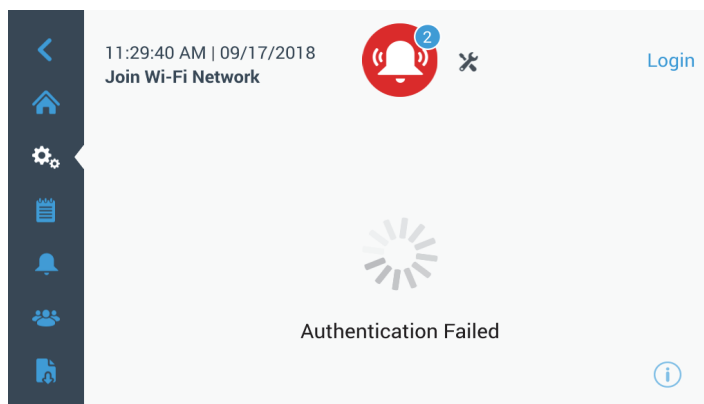 11:29:40 AM | 09/17/2018
Join Wi-Fi Network
2
Login
Authentication Failed